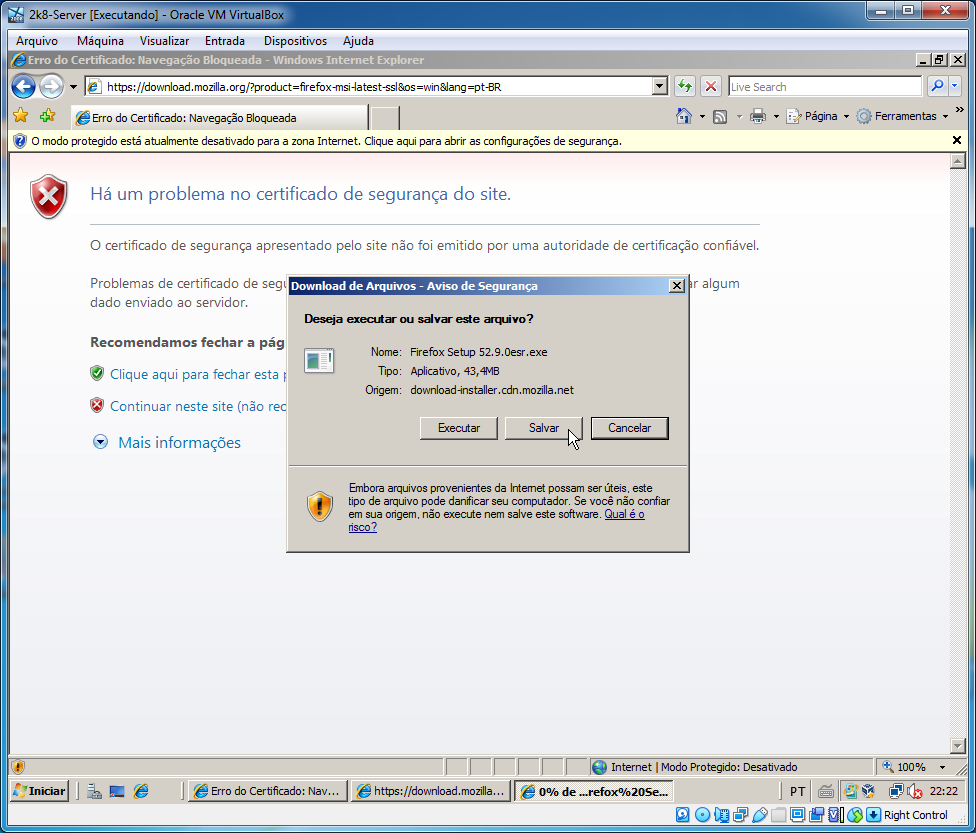 2k8-Server [Executando] - Oracle VM VirtualBox
Arquivo Máquina Visualizar Entrada Dispositivos Ajuda
Erro do Certificado: Navegação Bloqueada - Windows Internet Explorer
https://download.mozilla.org/?product=firefox-msi-latest-ssl&os=win&lang=pt-BR Live Search
Erro do Certificado: Navegação Bloqueada Página Ferramentas
O modo protegido está atualmente desativado para a zona Internet. Clique aqui para abrir as configurações de segurança.
Há um problema no certificado de segurança do site.
O certificado de segurança apresentado pelo site não foi emitido por uma autoridade de certificação confiável.
Problemas de certificado de segu ar algum
dado enviado ao servidor.
Recomendamos fechar a pág
Clique aqui para fechar esta p
Continuar neste site (não rec
Mais informações
Download de Arquivos - Aviso de Segurança
Deseja executar ou salvar este arquivo?
Nome: Firefox Setup 52.9.0esr.exe
Tipo: Aplicativo, 43,4MB
Origem: download-installer.cdn.mozilla.net
Executar Salvar Cancelar
Embora arquivos provenientes da Internet possam ser úteis, este
tipo de arquivo pode danificar seu computador. Se você não confiar
em sua origem, não execute nem salve este software. Qual é o
risco?
Internet | Modo Protegido: Desativado 100%
Iniciar Erro do Certificado: Nav... https://download.mozilla... 0% de ...refox%20Se... PT 22:22
Right Control